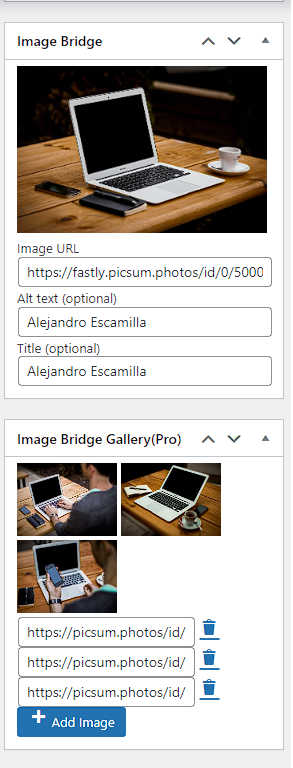 Image Bridge
Image URL
https://fastly.picsum.photos/id/0/5000
Alt text (optional)
Alejandro Escamilla
Title (optional)
Alejandro Escamilla
Image Bridge Gallery(Pro)
https://picsum.photos/id/
https://picsum.photos/id/
https://picsum.photos/id/
Add Image